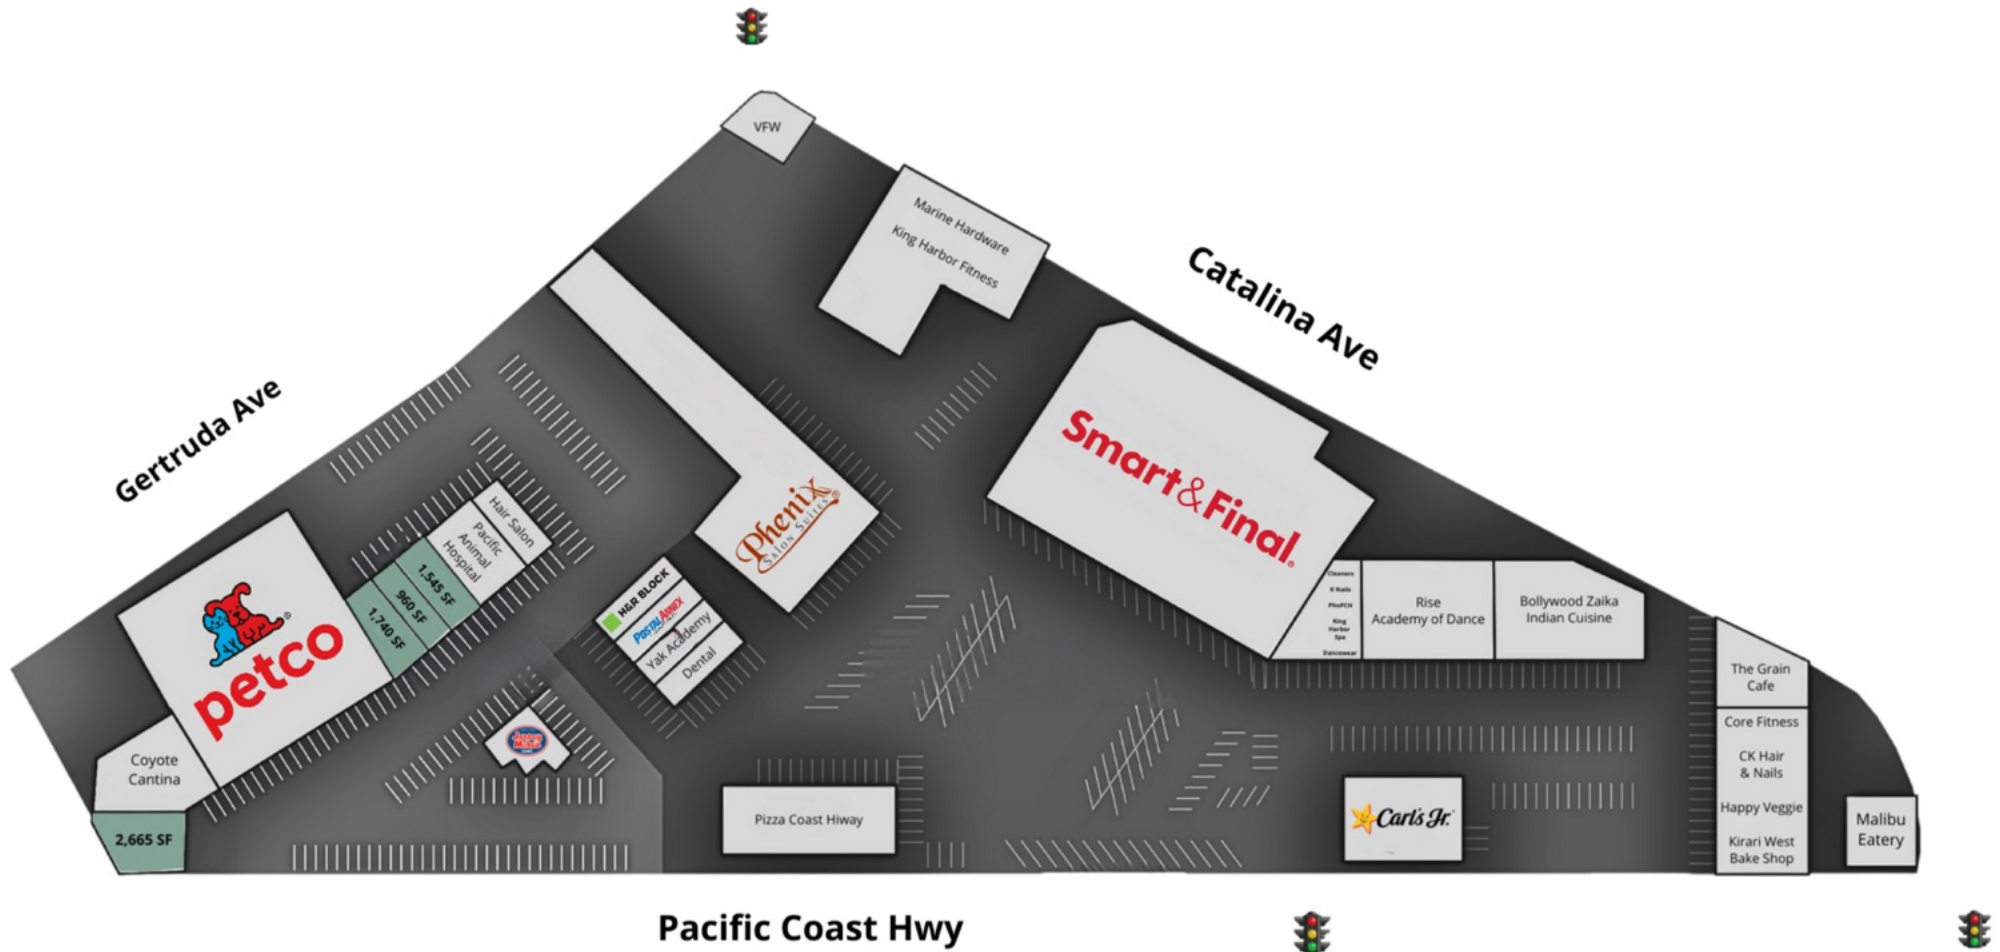 VFW
Marine Hardware
King Harbor Fitness
Catalina Ave
Gertruda Ave
Smart&Final.
Phenix®
Salon Suites
Hair Salon
Pacific
Animal
Hospital
1,545 SF
960 SF
1,740 SF
petco®
Coyote
Cantina
2,665 SF
H&R BLOCK
PostalAnnex
Yak Academy
Dental
Jersey
Mike's
Pizza Coast Hiway
Cleaners
K Nails
PhoPCH
King
Harbor
Spa
Dancewear
Rise
Academy of Dance
Bollywood Zaika
Indian Cuisine
Carl's Jr.
The Grain
Cafe
Core Fitness
CK Hair
& Nails
Happy Veggie
Kirari West
Bake Shop
Malibu
Eatery
Pacific Coast Hwy